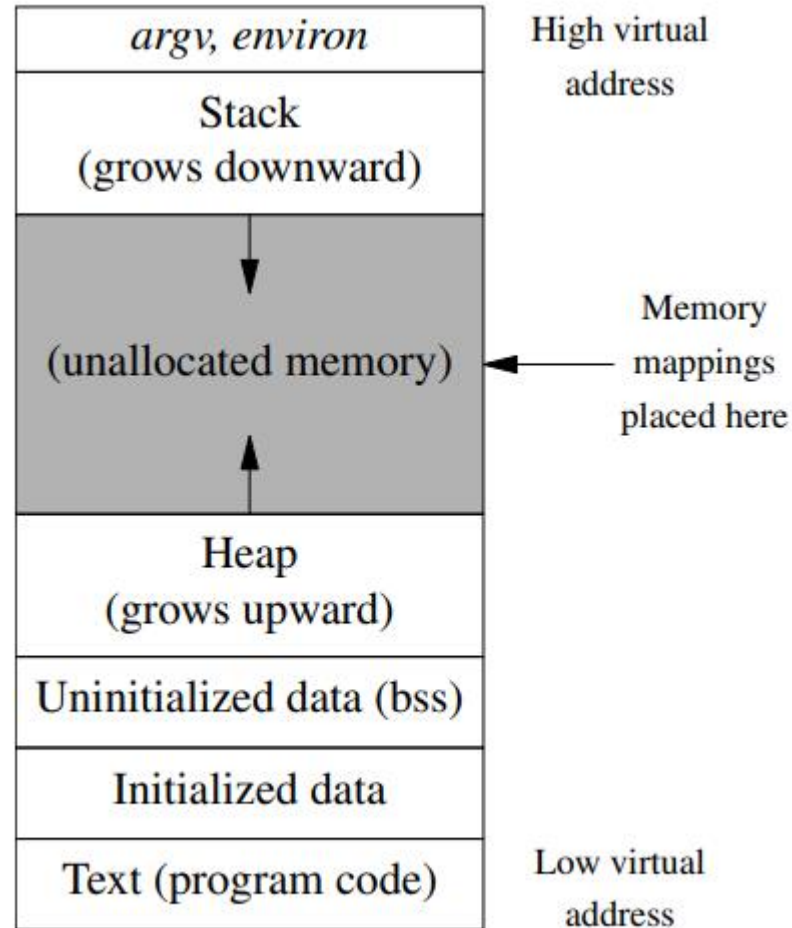 argv, environ
High virtual
address
Stack
(grows downward)
(unallocated memory)
Memory
mappings
placed here
Heap
(grows upward)
Uninitialized data (bss)
Initialized data
Text (program code)
Low virtual
address